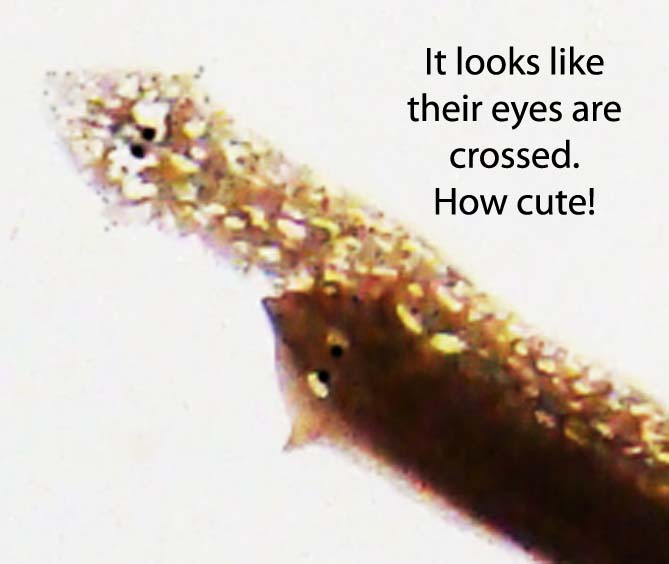 It looks like
their eyes are
crossed.
How cute!